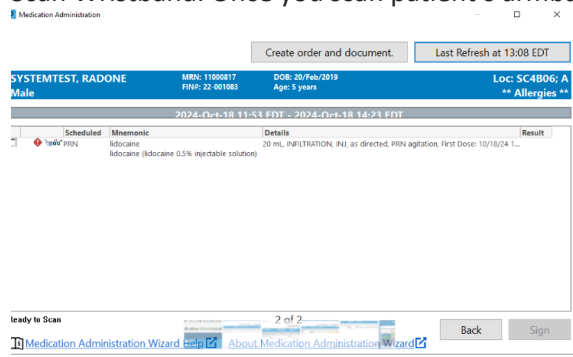 Scan Wristband. Once you scan patient's armba
Medication Administration
Create order and document. Last Refresh at 13:08 EDT
SYSTEMTEST, RADONE MRN: 11000817 DOB: 20/Feb/2019 Loc: SC4B06; A
Male FIN#: 22-001083 Age: 5 years ** Allergies **
2024-Oct-18 11:53 EDT - 2024-Oct-18 14:23 EDT
Scheduled Mnemonic Details Result
PRN lidocaine 20 mL, INFILTRATION, INJ, as directed, PRN agitation, First Dose: 10/18/24 1...
lidocaine (lidocaine 0.5% injectable solution)
Ready to Scan 2 of 2
Back Sign
Medication Administration Wizard Help About Medication Administration Wizard